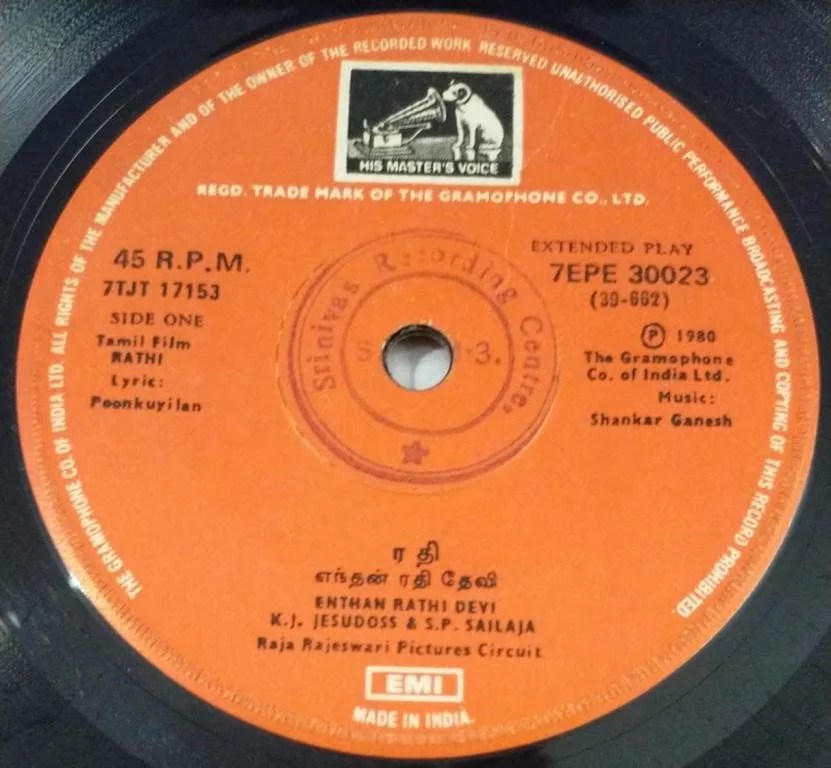 THE GRAMOPHONE CO. OF INDIA LTD. ALL RIGHTS OF THE MANUFACTURER AND OF THE OWNER OF THE RECORDED WORK RESERVED UNAUTHORISED PUBLIC PERFORMANCE BROADCASTING AND COPYING OF THIS RECORD PROHIBITED.
HIS MASTER'S VOICE
REGD. TRADE MARK OF THE GRAMOPHONE CO., LTD.
45 R.P.M.
7TJT 17153
SIDE ONE
Tamil Film
RATHI
Lyric:
Poonkuyilan
Srinivas Recording Centre,
EXTENDED PLAY
7EPE 30023
(39-662)
℗ 1980
The Gramophone
Co. of India Ltd.
Music:
Shankar Ganesh
ரதி
எந்தன் ரதி தேவி
ENTHAN RATHI DEVI
K.J. JESUDOSS & S.P. SAILAJA
Raja Rajeswari Pictures Circuit
EMI
MADE IN INDIA.